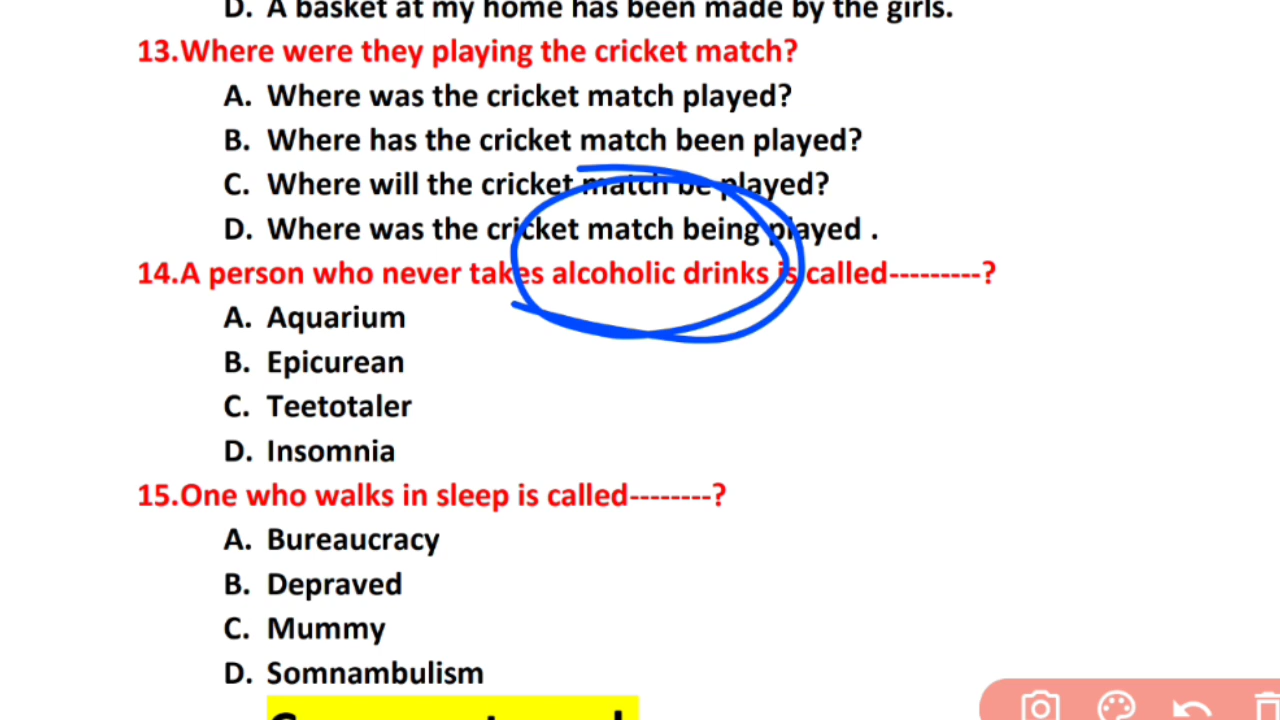 D. A basket at my home has been made by the girls.
13.Where were they playing the cricket match?
A. Where was the cricket match played?
B. Where has the cricket match been played?
C. Where will the cricket match be played?
D. Where was the cricket match being played .
14.A person who never takes alcoholic drinks is called---------?
A. Aquarium
B. Epicurean
C. Teetotaler
D. Insomnia
15.One who walks in sleep is called--------?
A. Bureaucracy
B. Depraved
C. Mummy
D. Somnambulism